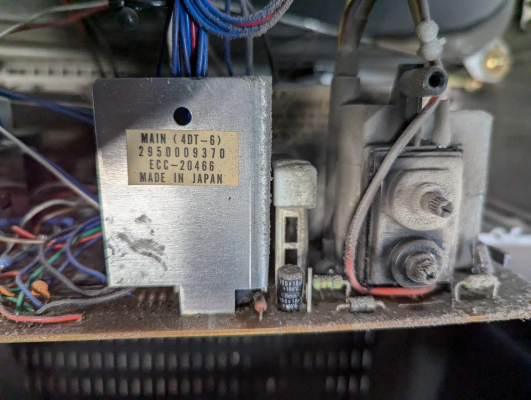 MAIN (4DT-6)
2950009370
ECC-20466
MADE IN JAPAN